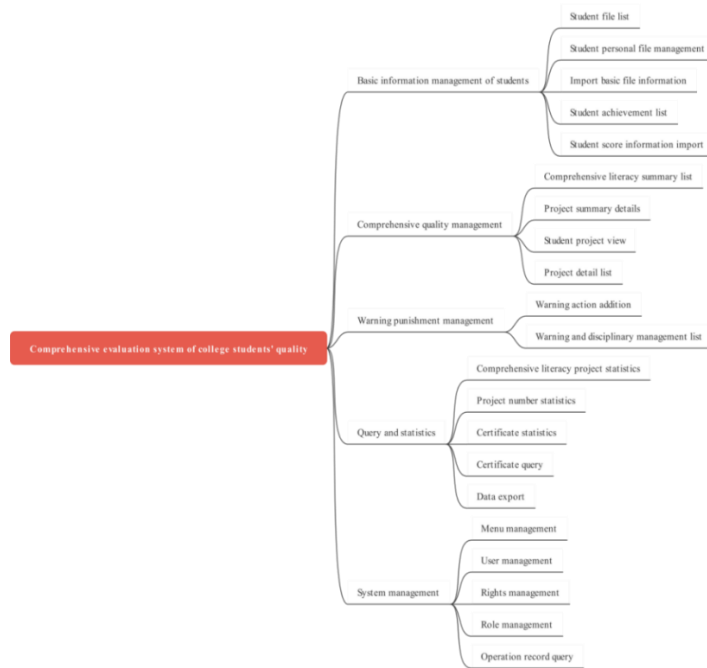 Comprehensive evaluation system of college students' quality
Basic information management of students
Student file list
Student personal file management
Import basic file information
Student achievement list
Student score information import
Comprehensive quality management
Comprehensive literacy summary list
Project summary details
Student project view
Project detail list
Warning punishment management
Warning action addition
Warning and disciplinary management list
Query and statistics
Comprehensive literacy project statistics
Project number statistics
Certificate statistics
Certificate query
Data export
System management
Menu management
User management
Rights management
Role management
Operation record query